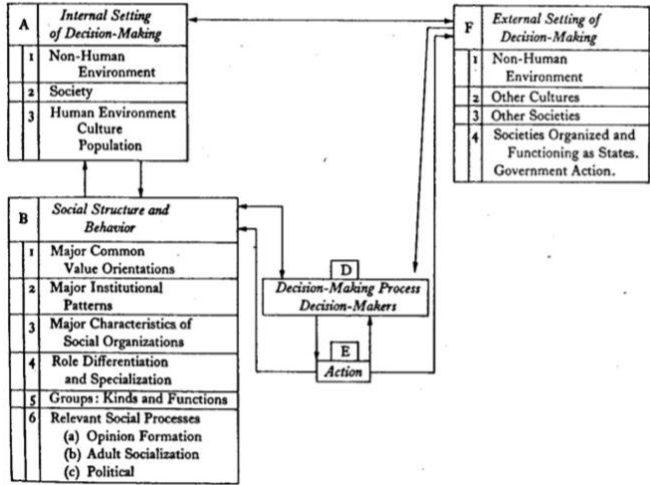 A
Internal Setting
of Decision-Making
1 Non-Human
Environment
2 Society
3 Human Environment
Culture
Population
F
External Setting of
Decision-Making
1 Non-Human
Environment
2 Other Cultures
3 Other Societies
4 Societies Organized and
Functioning as States.
Government Action.
B
Social Structure and
Behavior
1 Major Common
Value Orientations
2 Major Institutional
Patterns
3 Major Characteristics of
Social Organizations
4 Role Differentiation
and Specialization
5 Groups: Kinds and Functions
6 Relevant Social Processes
(a) Opinion Formation
(b) Adult Socialization
(c) Political
D
Decision-Making Process
Decision-Makers
E
Action